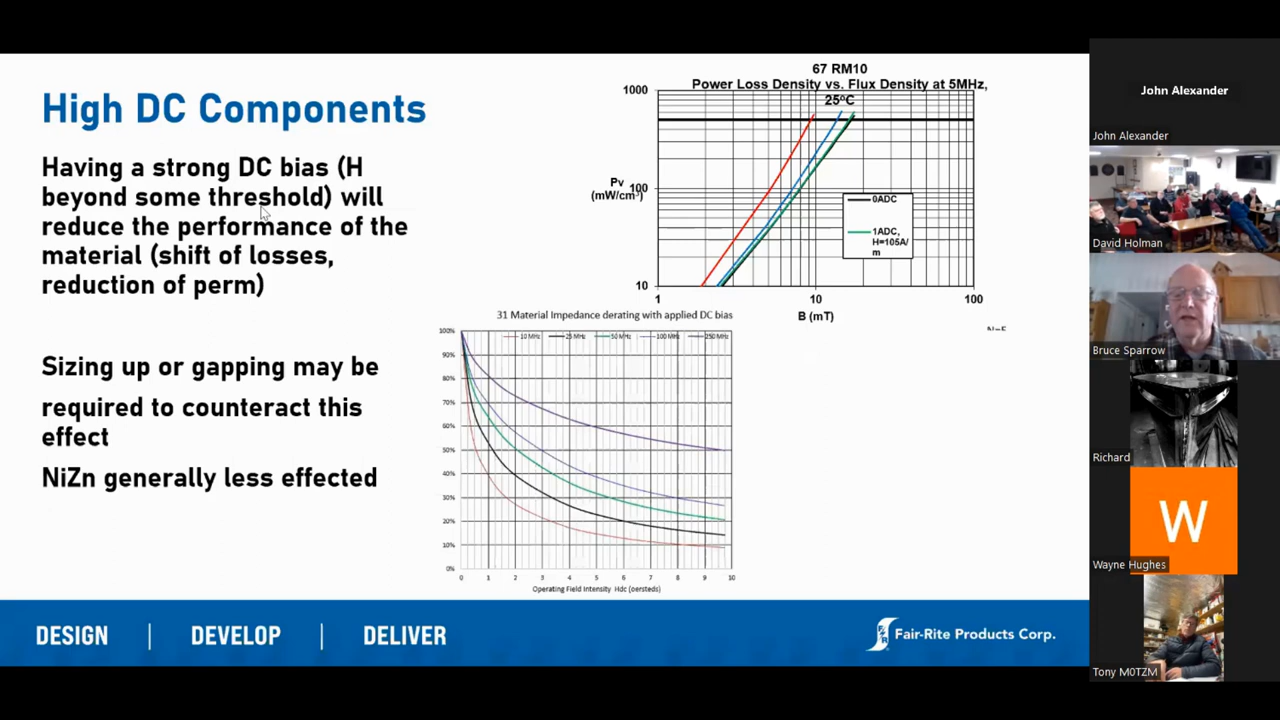 High DC Components
Having a strong DC bias (H
beyond some threshold) will
reduce the performance of the
material (shift of losses,
reduction of perm)
Sizing up or gapping may be
required to counteract this
effect
NiZn generally less effected
67 RM10
Power Loss Density vs. Flux Density at 5MHz,
25°C
1000
100
10
Pv
(mW/cm³)
0ADC
1ADC,
H=105A/
m
1 10 100
B (mT)
31 Material Impedance derating with applied DC bias
10 MHz 25 MHz 50 MHz 100 MHz 250 MHz
100%
90%
80%
70%
60%
50%
40%
30%
20%
10%
0%
0 1 2 3 4 5 6 7 8 9 10
Operating Field Intensity Hdc (oersteds)
DESIGN | DEVELOP | DELIVER
Fair-Rite Products Corp.
John Alexander
John Alexander
David Holman
Bruce Sparrow
Richard
W
Wayne Hughes
Tony M0TZM